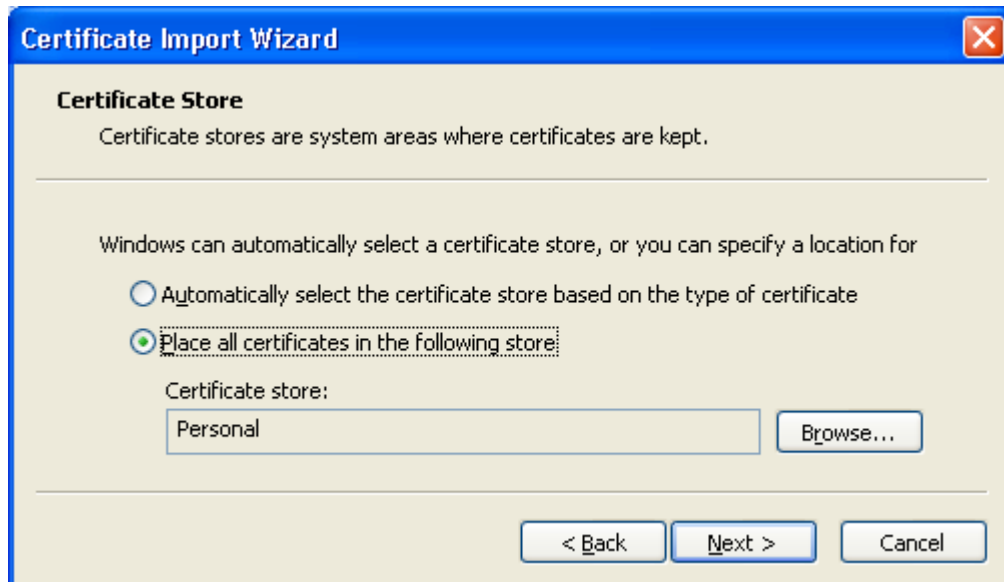 Certificate Import Wizard
Certificate Store
Certificate stores are system areas where certificates are kept.
Windows can automatically select a certificate store, or you can specify a location for
Automatically select the certificate store based on the type of certificate
Place all certificates in the following store
Certificate store:
Personal
Browse...
< Back
Next >
Cancel